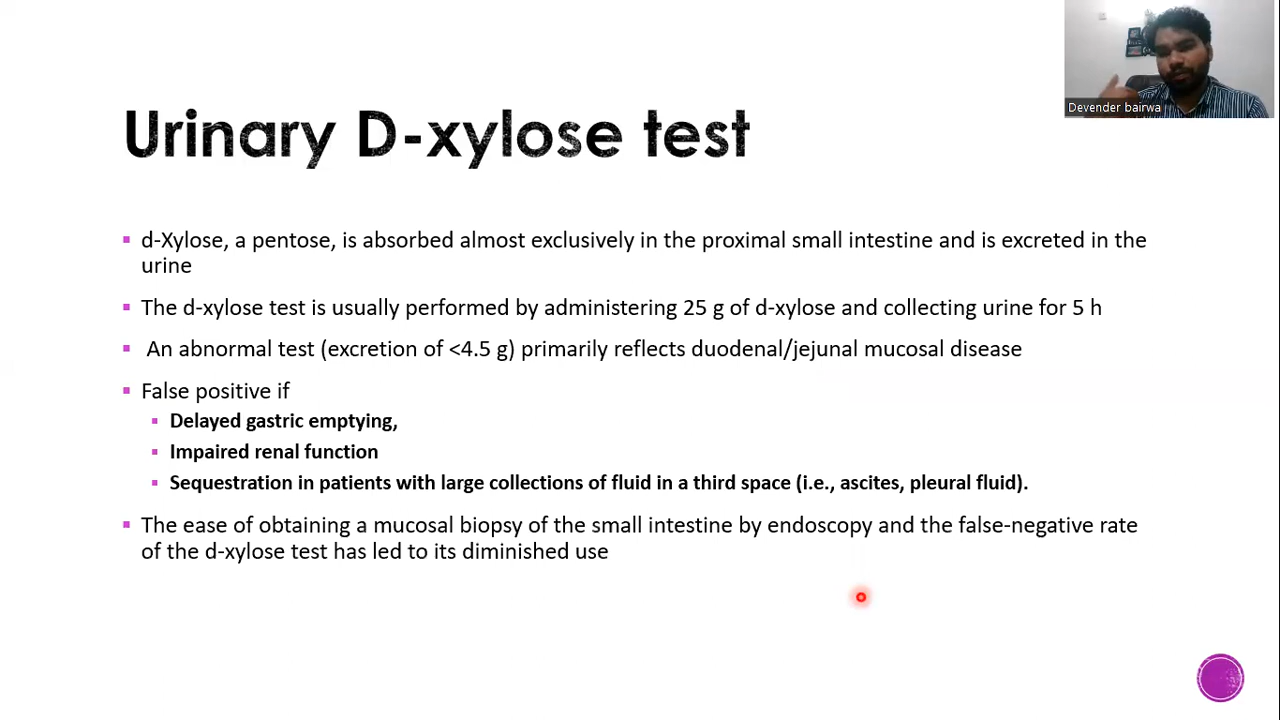 Devender bairwa
Urinary D-xylose test
d-Xylose, a pentose, is absorbed almost exclusively in the proximal small intestine and is excreted in the
urine
The d-xylose test is usually performed by administering 25 g of d-xylose and collecting urine for 5 h
An abnormal test (excretion of <4.5 g) primarily reflects duodenal/jejunal mucosal disease
False positive if
Delayed gastric emptying,
Impaired renal function
Sequestration in patients with large collections of fluid in a third space (i.e., ascites, pleural fluid).
The ease of obtaining a mucosal biopsy of the small intestine by endoscopy and the false-negative rate
of the d-xylose test has led to its diminished use